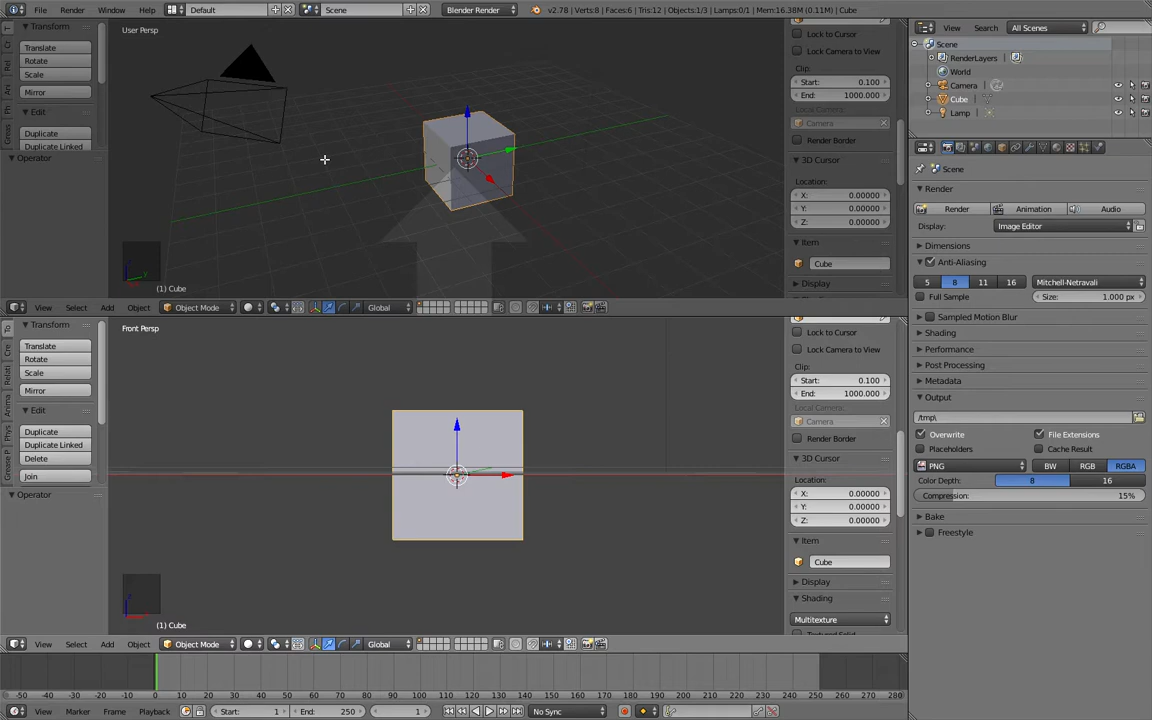 File Render Window Help Default Scene Blender Render v2.78 | Verts:8 | Faces:6 | Tris:12 | Objects:1/3 | Lamps:0/1 | Mem:16.38M (0.11M) | Cube
Transform
Translate
Rotate
Scale
Mirror
Edit
Duplicate
Duplicate Linked
Operator
User Persp
(1) Cube
Lock to Cursor
Lock Camera to View
Clip:
Start: 0.100
End: 1000.000
Local Camera:
Camera
Render Border
3D Cursor
Location:
X: 0.00000
Y: 0.00000
Z: 0.00000
Item
Cube
Display
View Select Add Object Object Mode Global
Transform
Translate
Rotate
Scale
Mirror
Edit
Duplicate
Duplicate Linked
Delete
Join
Operator
Front Persp
(1) Cube
Lock to Cursor
Lock Camera to View
Clip:
Start: 0.100
End: 1000.000
Local Camera:
Camera
Render Border
3D Cursor
Location:
X: 0.00000
Y: 0.00000
Z: 0.00000
Item
Cube
Display
Shading
Multitexture
View Select Add Object Object Mode Global
-50 -40 -30 -20 -10 0 10 20 30 40 50 60 70 80 90 100 110 120 130 140 150 160 170 180 190 200 210 220 230 240 250 260 270 280
View Marker Frame Playback Start: 1 End: 250 1 No Sync
View Search All Scenes
Scene
RenderLayers
World
Camera
Cube
Lamp
Scene
Render
Render Animation Audio
Display: Image Editor
Dimensions
Anti-Aliasing
5 8 11 16 Mitchell-Netravali
Full Sample Size: 1.000 px
Sampled Motion Blur
Shading
Performance
Post Processing
Metadata
Output
/tmp\
Overwrite File Extensions
Placeholders Cache Result
PNG BW RGB RGBA
Color Depth: 8 16
Compression: 15%
Bake
Freestyle